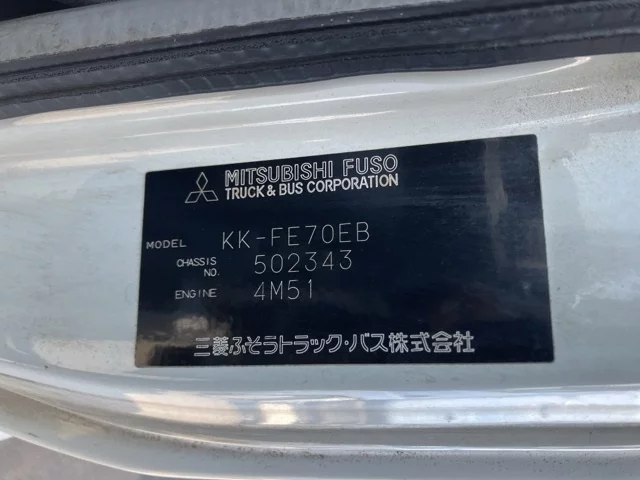 MITSUBISHI FUSO
TRUCK & BUS CORPORATION
MODEL KK-FE70EB
CHASSIS NO. 502343
ENGINE 4M51
三菱ふそうトラック・バス株式会社